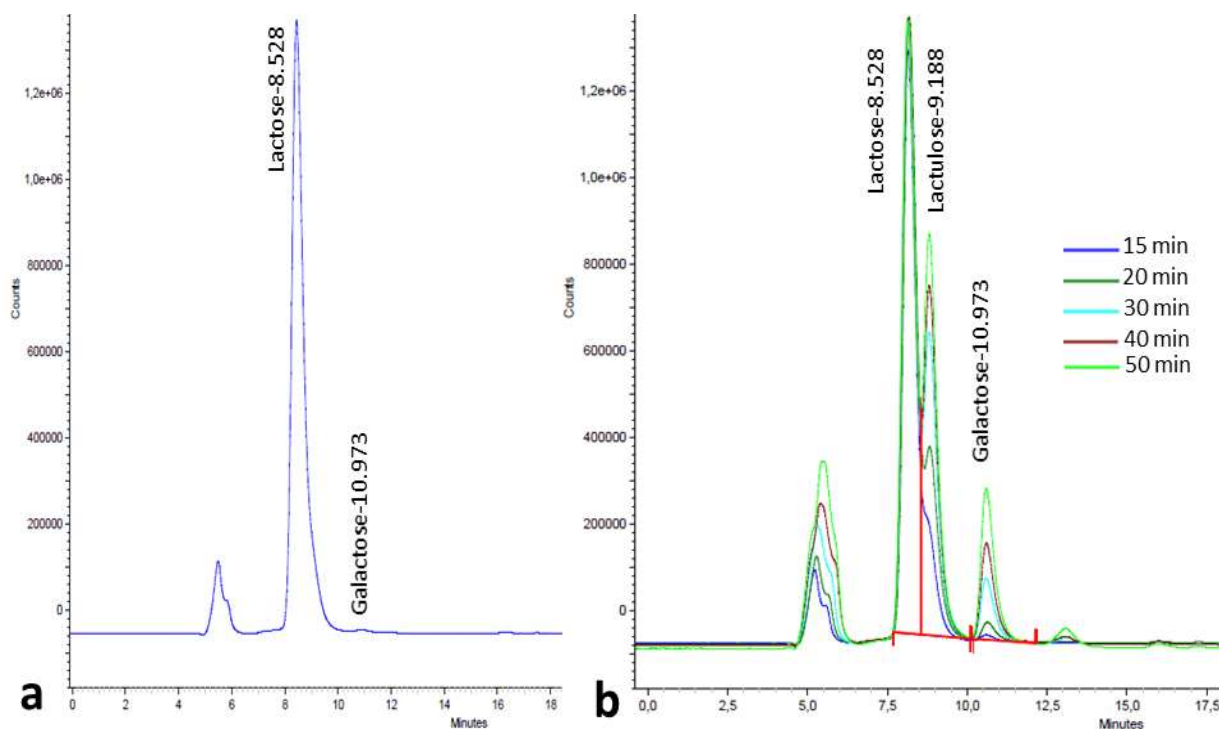 1,2e+06
1,0e+06
800000
600000
400000
200000
0
Counts
Lactose-8.528
Galactose-10.973
0
2
4
6
8
10
12
14
16
18
Minutes
a
1,2e+06
1,0e+06
800000
600000
400000
200000
0
Counts
Lactose-8.528
Lactulose-9.188
Galactose-10.973
15 min
20 min
30 min
40 min
50 min
0,0
2,5
5,0
7,5
10,0
12,5
15,0
17,5
Minutes
b